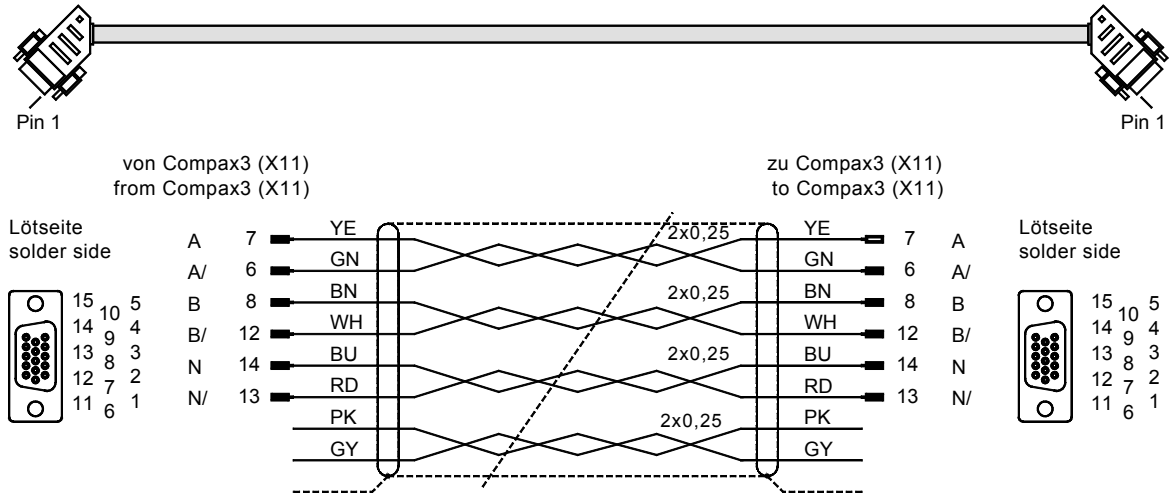 Pin 1
Pin 1
von Compax3 (X11)
from Compax3 (X11)
zu Compax3 (X11)
to Compax3 (X11)
Lötseite
solder side
Lötseite
solder side
A 7 YE 2x0,25 YE 7 A
A/ 6 GN GN 6 A/
B 8 BN 2x0,25 BN 8 B
B/ 12 WH WH 12 B/
N 14 BU 2x0,25 BU 14 N
N/ 13 RD RD 13 N/
PK 2x0,25 PK
GY GY
15 10 5
14 9 4
13 8 3
12 7 2
11 6 1
15 10 5
14 9 4
13 8 3
12 7 2
11 6 1